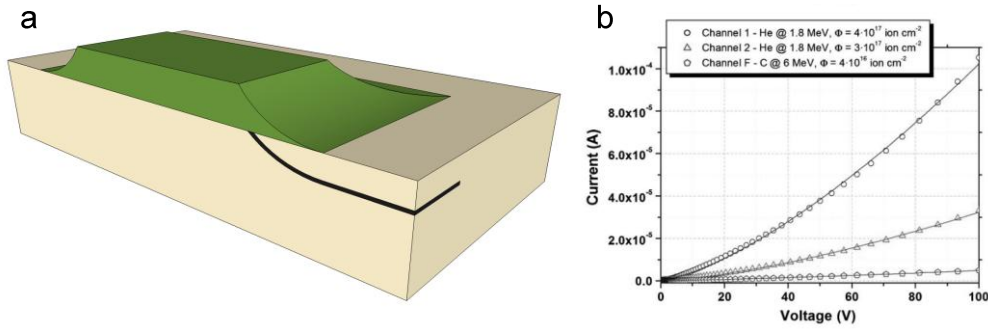 a
b
Channel 1 - He @ 1.8 MeV, Φ = 4·10¹⁷ ion cm⁻²
Channel 2 - He @ 1.8 MeV, Φ = 3·10¹⁷ ion cm⁻²
Channel F - C @ 6 MeV, Φ = 4·10¹⁶ ion cm⁻²
1.0x10⁻⁴
8.0x10⁻⁵
6.0x10⁻⁵
4.0x10⁻⁵
2.0x10⁻⁵
0.0
Current (A)
0 20 40 60 80 100
Voltage (V)